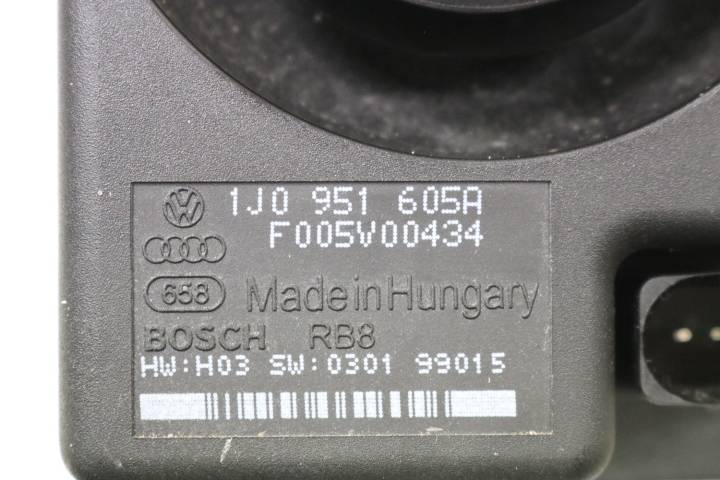 1J0 951 605A
F005V00434
658 Made in Hungary
BOSCH RB8
HW:H03 SW:0301 99015